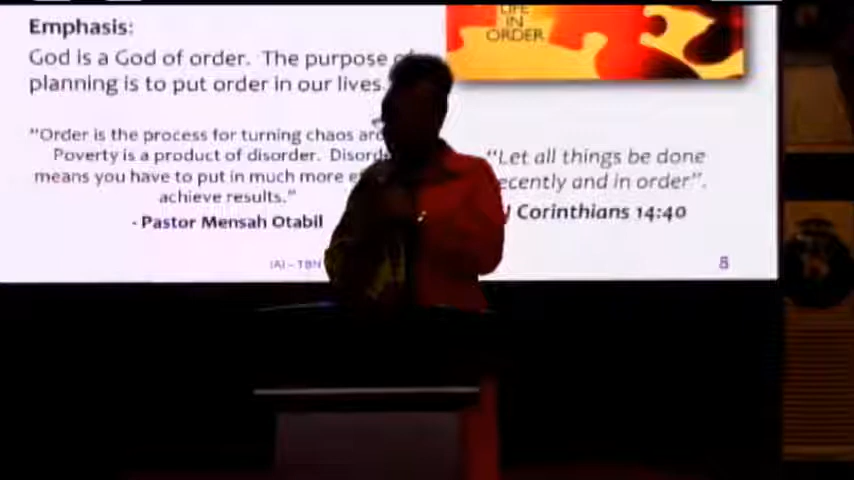 LIFE
IN
ORDER
Emphasis:
God is a God of order. The purpose
planning is to put order in our lives.
"Order is the process for turning chaos
Poverty is a product of disorder.
means you have to put in much more
achieve results."
- Pastor Mensah Otabil
"Let all things be done
ecently and in order".
Corinthians 14:40
IAJ – TBN
8